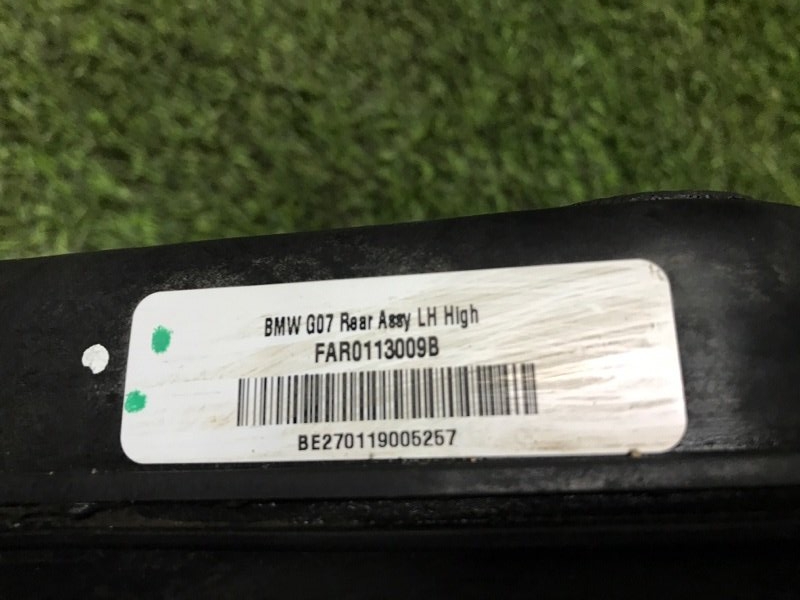 BMW G07 Rear Assy LH High
FAR0113009B
BE270119005257